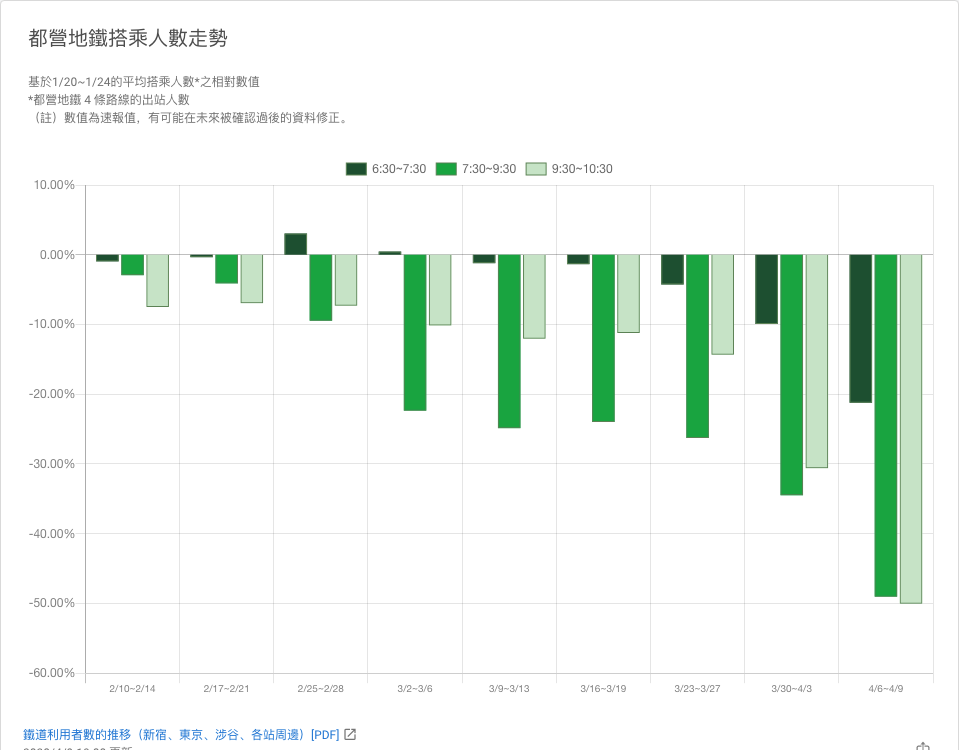 都營地鐵搭乘人數走勢
基於1/20~1/24的平均搭乘人數*之相對數值
*都營地鐵 4 條路線的出站人數
（註）數值為速報值，有可能在未來被確認過後的資料修正。
6:30~7:30 7:30~9:30 9:30~10:30
10.00%
0.00%
-10.00%
-20.00%
-30.00%
-40.00%
-50.00%
-60.00%
2/10~2/14 2/17~2/21 2/25~2/28 3/2~3/6 3/9~3/13 3/16~3/19 3/23~3/27 3/30~4/3 4/6~4/9
鐵道利用者數的推移（新宿、東京、涉谷、各站周邊）[PDF]